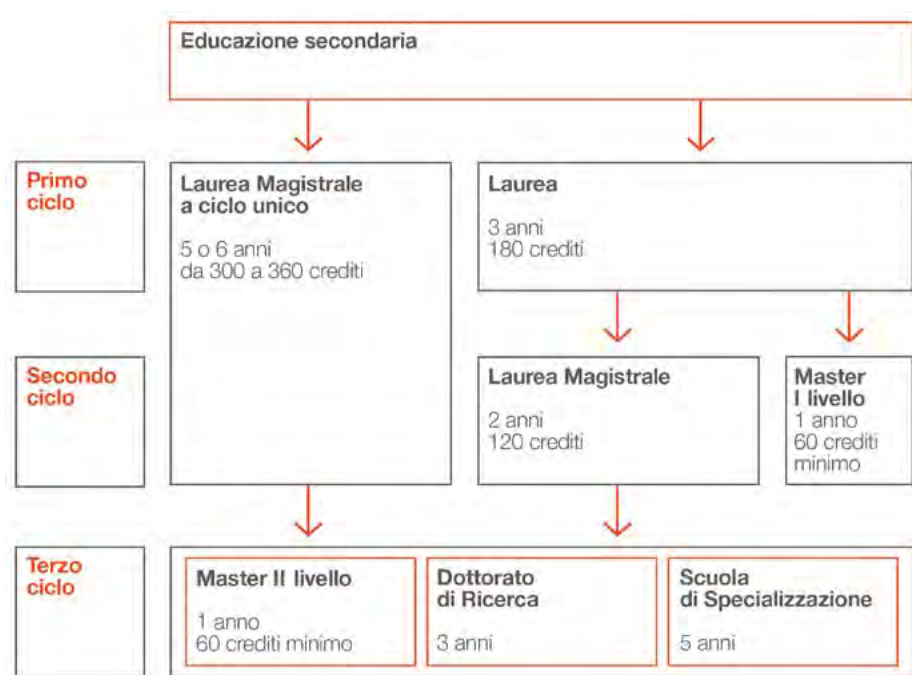 Educazione secondaria
Primo
ciclo
Laurea Magistrale
a ciclo unico
5 o 6 anni
da 300 a 360 crediti
Laurea
3 anni
180 crediti
Secondo
ciclo
Laurea Magistrale
2 anni
120 crediti
Master
I livello
1 anno
60 crediti
minimo
Terzo
ciclo
Master II livello
1 anno
60 crediti minimo
Dottorato
di Ricerca
3 anni
Scuola
di Specializzazione
5 anni